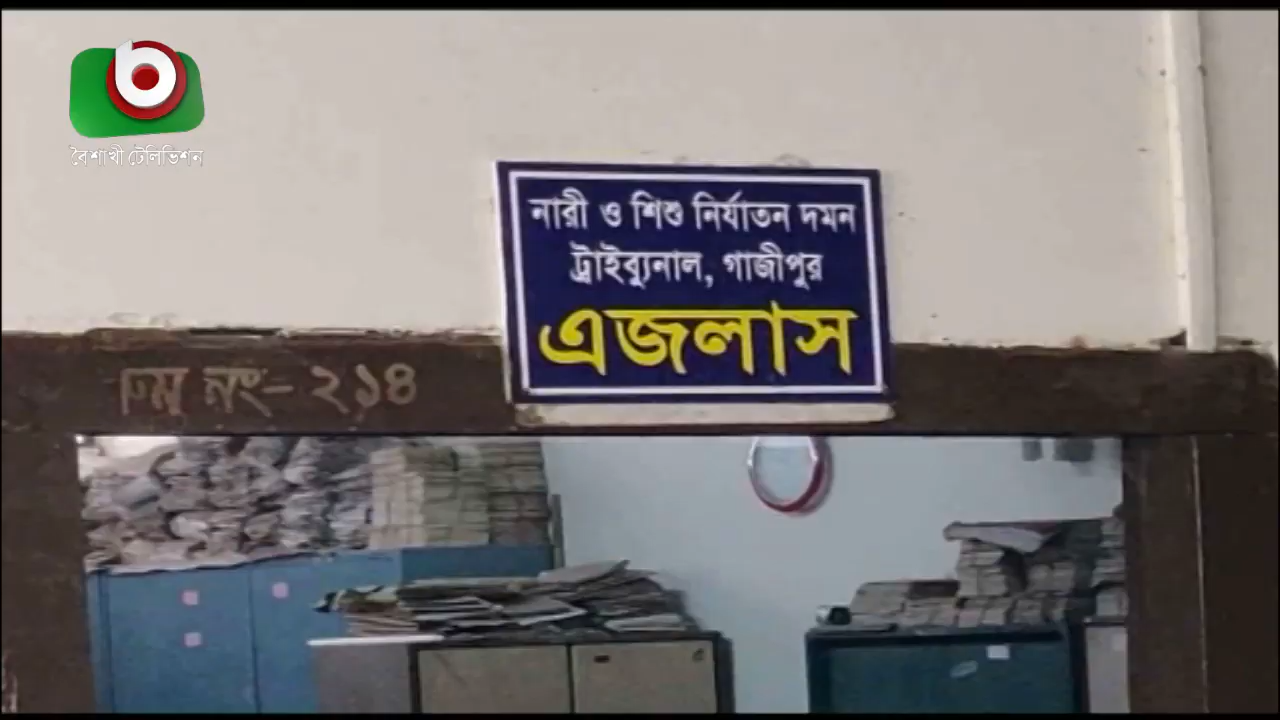 বৈশাখী টেলিভিশন
নারী ও শিশু নির্যাতন দমন
ট্রাইব্যুনাল, গাজীপুর
এজলাস
রুম নং- ২১৪